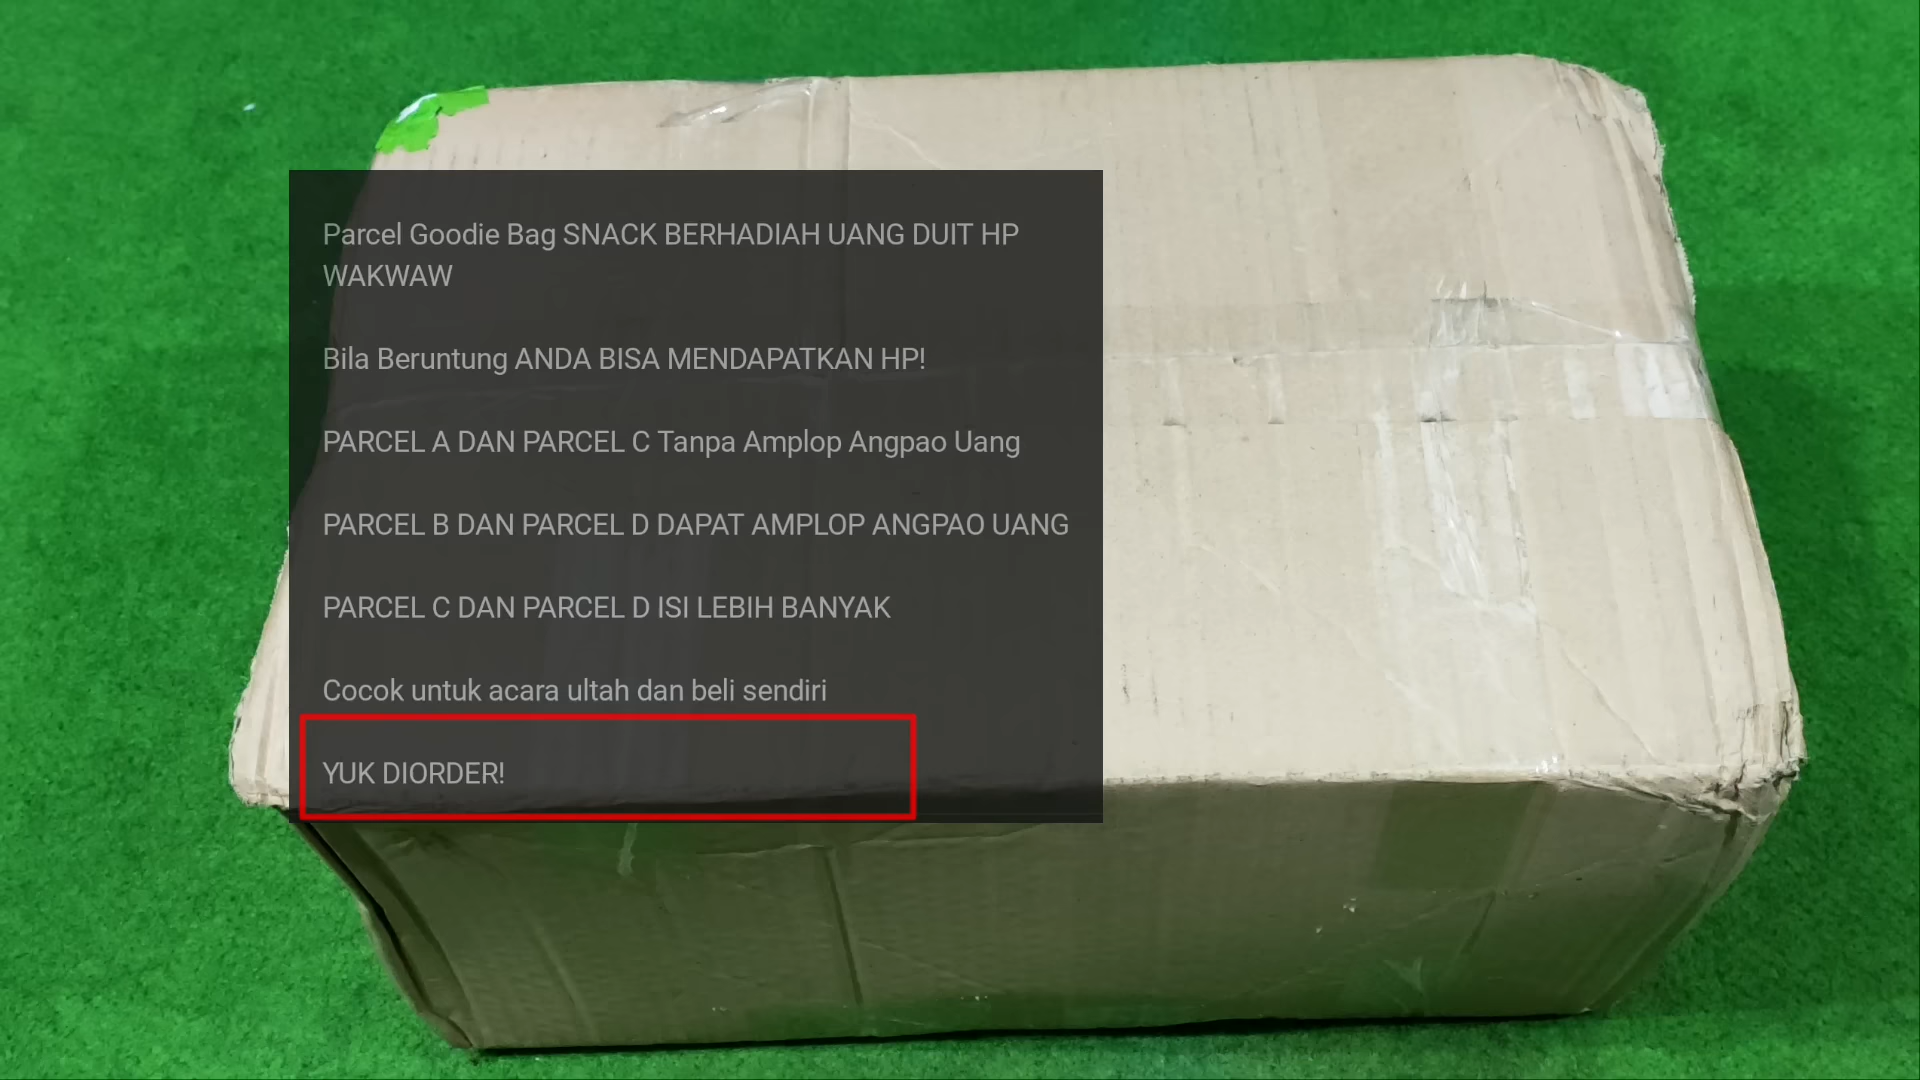 Parcel Goodie Bag SNACK BERHADIAH UANG DUIT HP
WAKWAW
Bila Beruntung ANDA BISA MENDAPATKAN HP!
PARCEL A DAN PARCEL C Tanpa Amplop Angpao Uang
PARCEL B DAN PARCEL D DAPAT AMPLOP ANGPAO UANG
PARCEL C DAN PARCEL D ISI LEBIH BANYAK
Cocok untuk acara ultah dan beli sendiri
YUK DIORDER!